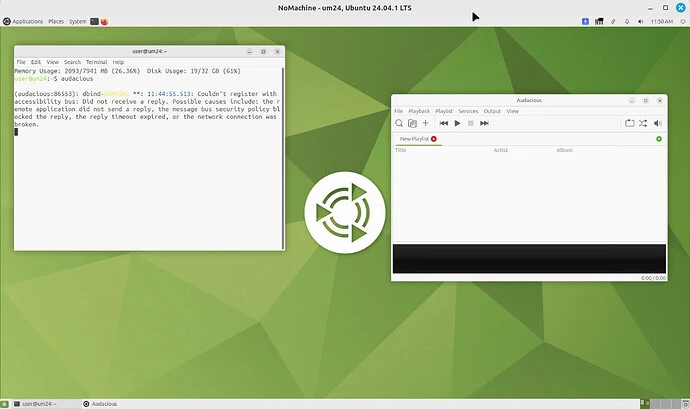 NoMachine - um24, Ubuntu 24.04.1 LTS
Applications Places System
11:50 AM
user@um24: ~
File Edit View Search Terminal Help
Memory Usage: 2093/7941 MB (26.36%) Disk Usage: 19/32 GB (61%)
user@um24:~$ audacious
(audacious:86553): dbind-WARNING **: 11:44:55.513: Couldn't register with
accessibility bus: Did not receive a reply. Possible causes include: the r
emote application did not send a reply, the message bus security policy bl
ocked the reply, the reply timeout expired, or the network connection was
broken.
Audacious
File Playback Playlist Services Output View
New Playlist
Title Artist Album
0:00 / 0:00
user@um24: ~
Audacious